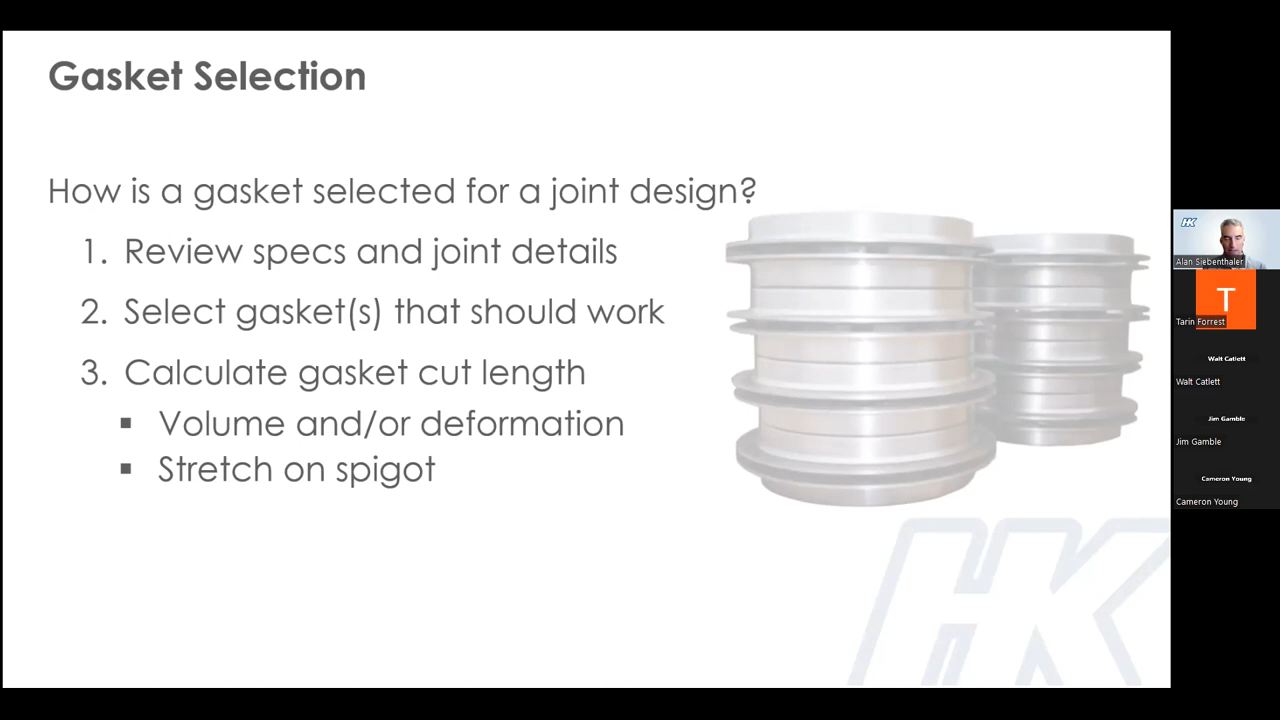 Gasket Selection
How is a gasket selected for a joint design?
1. Review specs and joint details
2. Select gasket(s) that should work
3. Calculate gasket cut length
▪ Volume and/or deformation
▪ Stretch on spigot
HK
HK
Alan Siebenthaler
T
Tarin Forrest
Walt Catlett
Walt Catlett
Jim Gamble
Jim Gamble
Cameron Young
Cameron Young